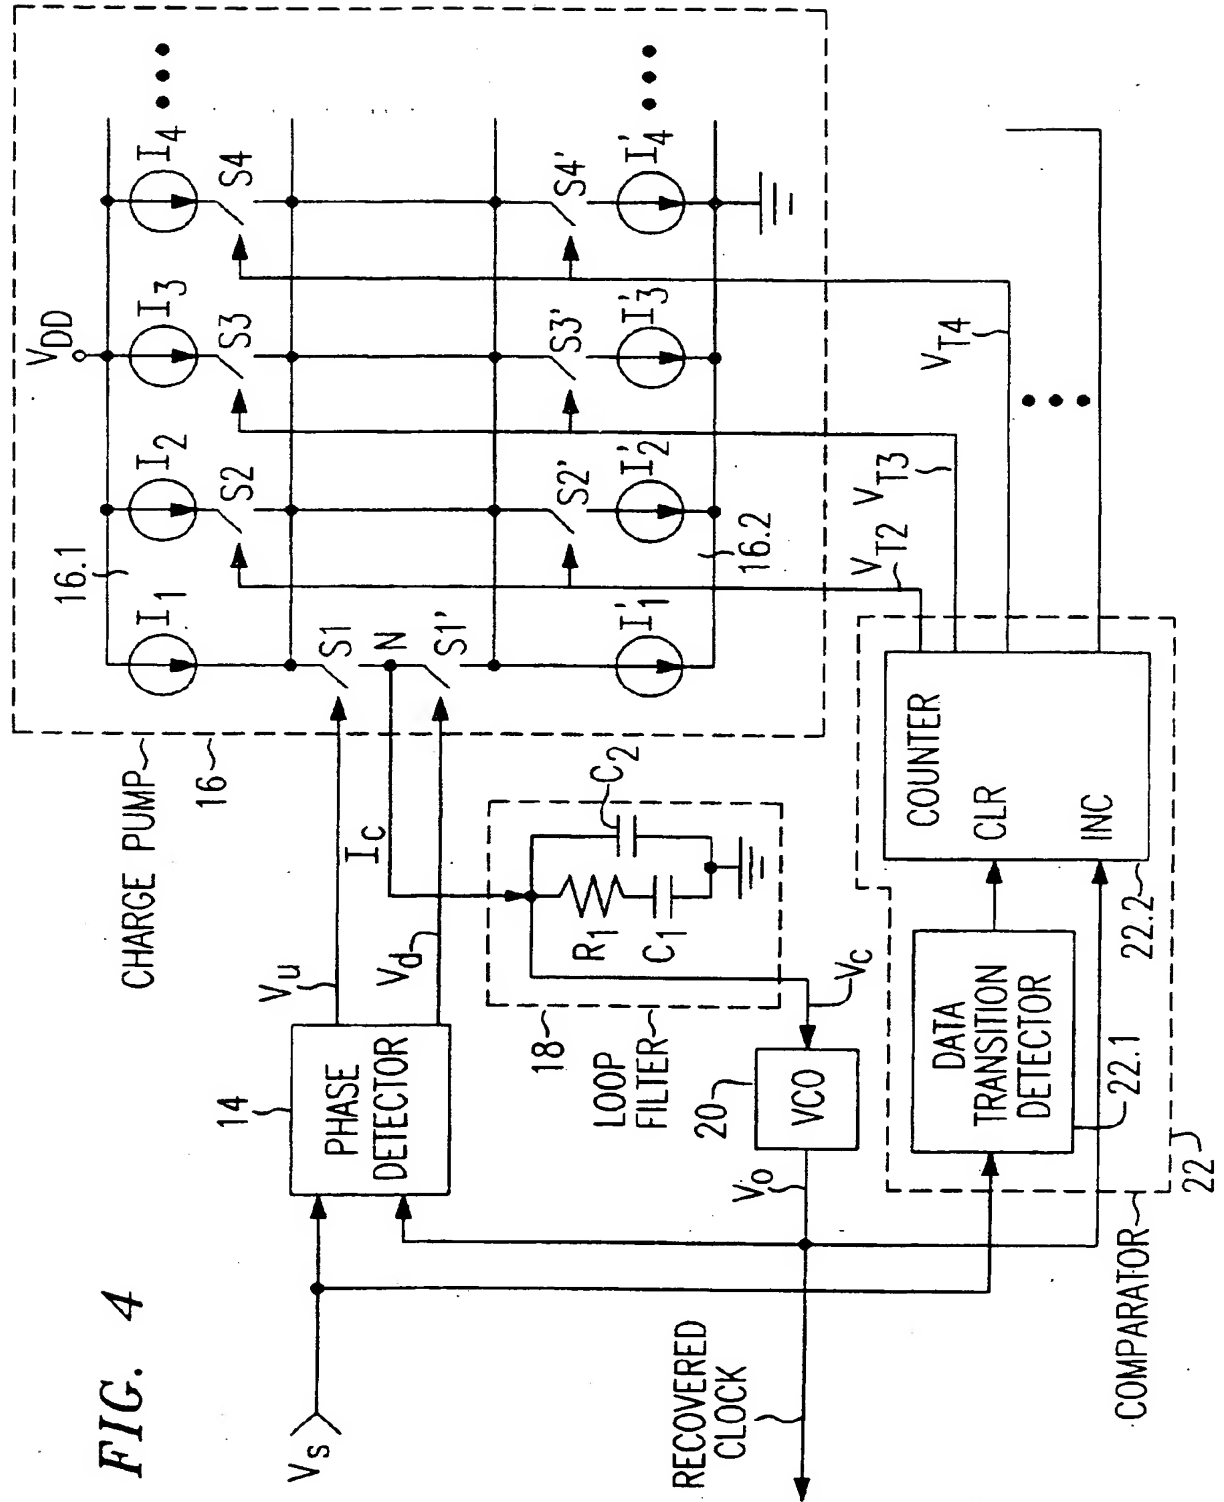 FIG. 4
V_S
RECOVERED
CLOCK
14
PHASE
DETECTOR
V_u
V_d
I_C
CHARGE PUMP
16
16.1
V_DD
I_1
I_2
I_3
I_4
S2
S3
S4
S1
N
S1'
S2'
S3'
S4'
I'_1
I'_2
I'_3
I'_4
16.2
V_T2
V_T3
V_T4
18
LOOP
FILTER
R_1
C_1
C_2
V_C
20
VCO
V_O
COUNTER
CLR
INC
22.2
DATA
TRANSITION
DETECTOR
22.1
COMPARATOR
22